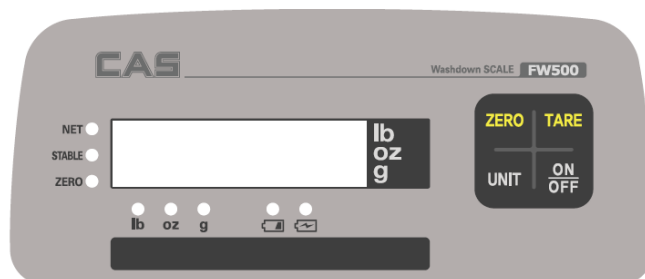 CAS
Washdown SCALE FW500
NET
STABLE
ZERO
lb
oz
g
lb oz g
ZERO TARE
UNIT ON
OFF